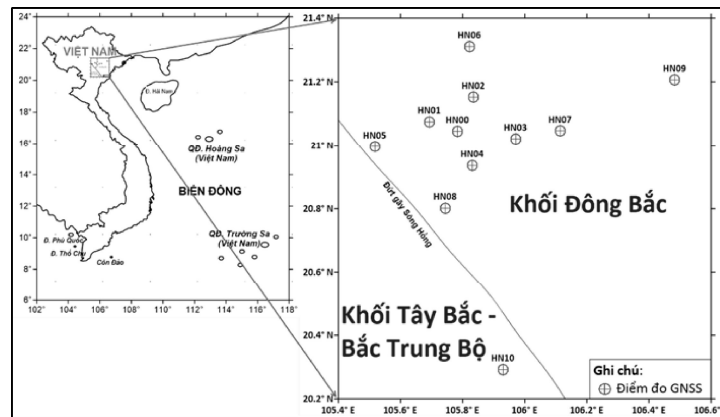 24°
22°
20°
18°
16°
14°
12°
10°
8°
6°
102°
104°
106°
108°
110°
112°
114°
116°
118°
VIỆT NAM
Đ. Hải Nam
QĐ. Hoàng Sa
(Việt Nam)
BIỂN ĐÔNG
QĐ. Trường Sa
(Việt Nam)
Đ. Phú Quốc
Đ. Thổ Chu
Côn Đảo
21.4° N
21.2° N
21° N
20.8° N
20.6° N
20.4° N
20.2° N
105.4° E
105.6° E
105.8° E
106° E
106.2° E
106.4° E
106.6° E
HN06
HN09
HN02
HN01
HN00
HN03
HN07
HN05
HN04
HN08
Đứt gãy Sông Hồng
Khối Đông Bắc
Khối Tây Bắc -
Bắc Trung Bộ
HN10
Ghi chú:
Điểm đo GNSS